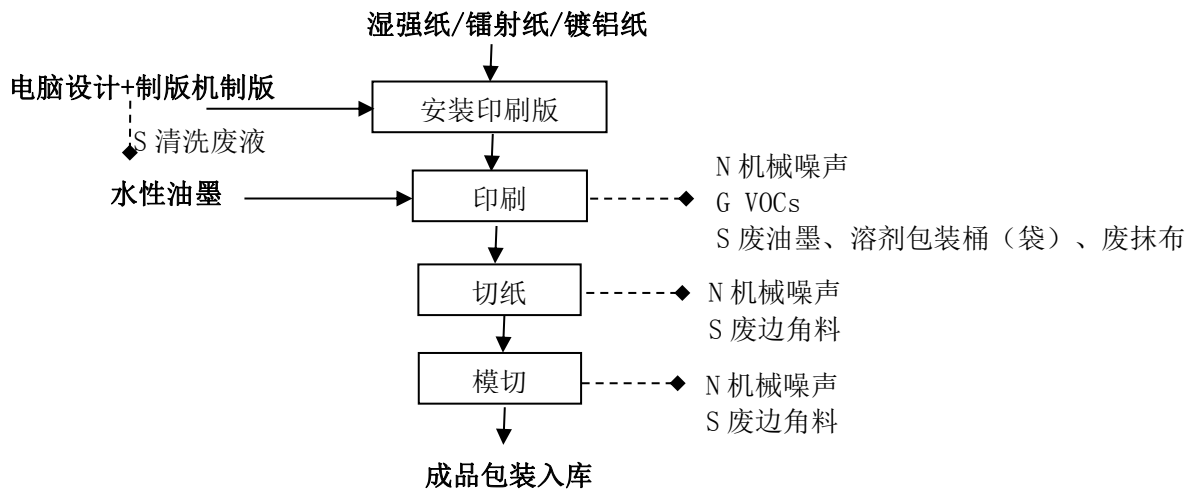 湿强纸/镭射纸/镀铝纸
电脑设计+制版机制版
安装印刷版
S 清洗废液
水性油墨
印刷
N 机械噪声
G VOCs
S 废油墨、溶剂包装桶（袋）、废抹布
切纸
N 机械噪声
S 废边角料
模切
N 机械噪声
S 废边角料
成品包装入库